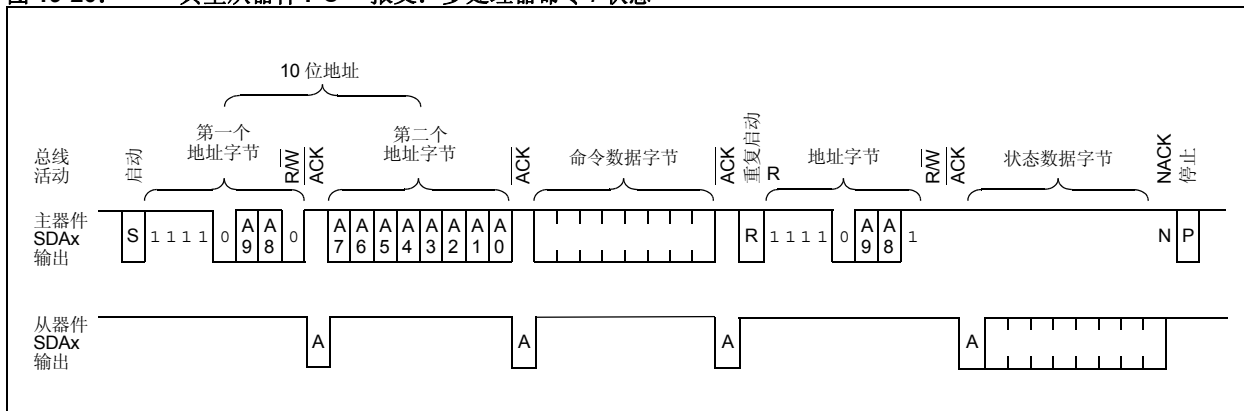 10 位地址
总线
活动
启动
第一个
地址字节
R/W
ACK
第二个
地址字节
ACK
命令数据字节
ACK
重复启动
R
地址字节
R/W
ACK
状态数据字节
NACK
停止
主器件
SDAx
输出
S 1 1 1 1 0 A9 A8 0 A7 A6 A5 A4 A3 A2 A1 A0 R 1 1 1 1 0 A9 A8 1 N P
从器件
SDAx
输出
A A A A